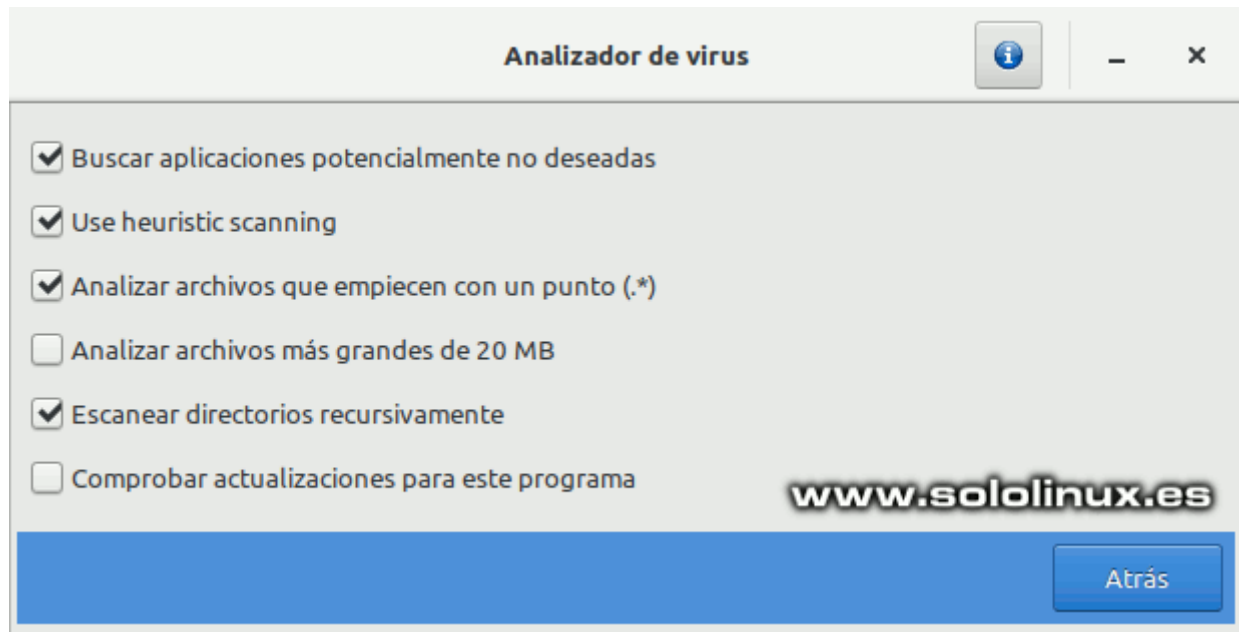 Analizador de virus
Buscar aplicaciones potencialmente no deseadas
Use heuristic scanning
Analizar archivos que empiecen con un punto (.*)
Analizar archivos más grandes de 20 MB
Escanear directorios recursivamente
Comprobar actualizaciones para este programa
www.sololinux.es
Atrás